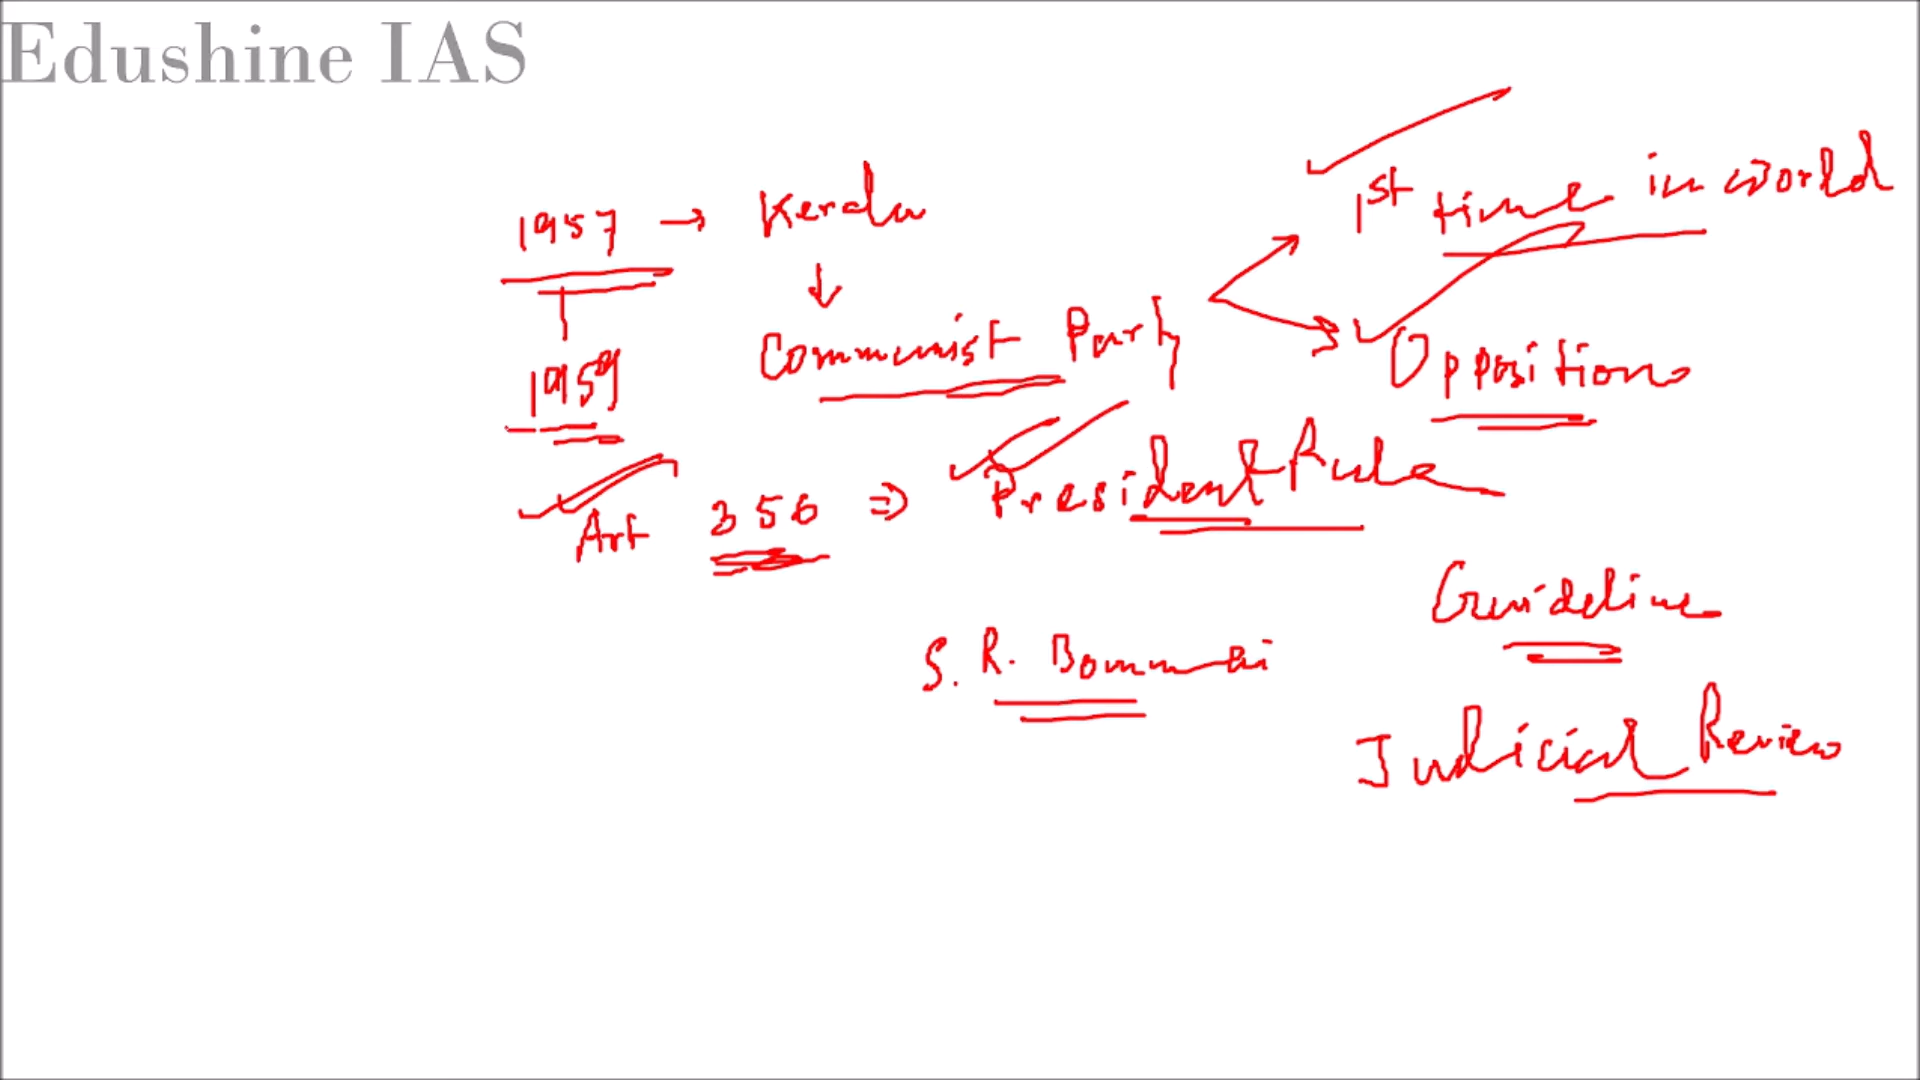 Edushine IAS
1957 → Kerala
↓
Communist Party
1st time in world
Opposition
1959
Art 356 ⇒ President Rule
Guideline
S. R. Bommai
Judicial Review